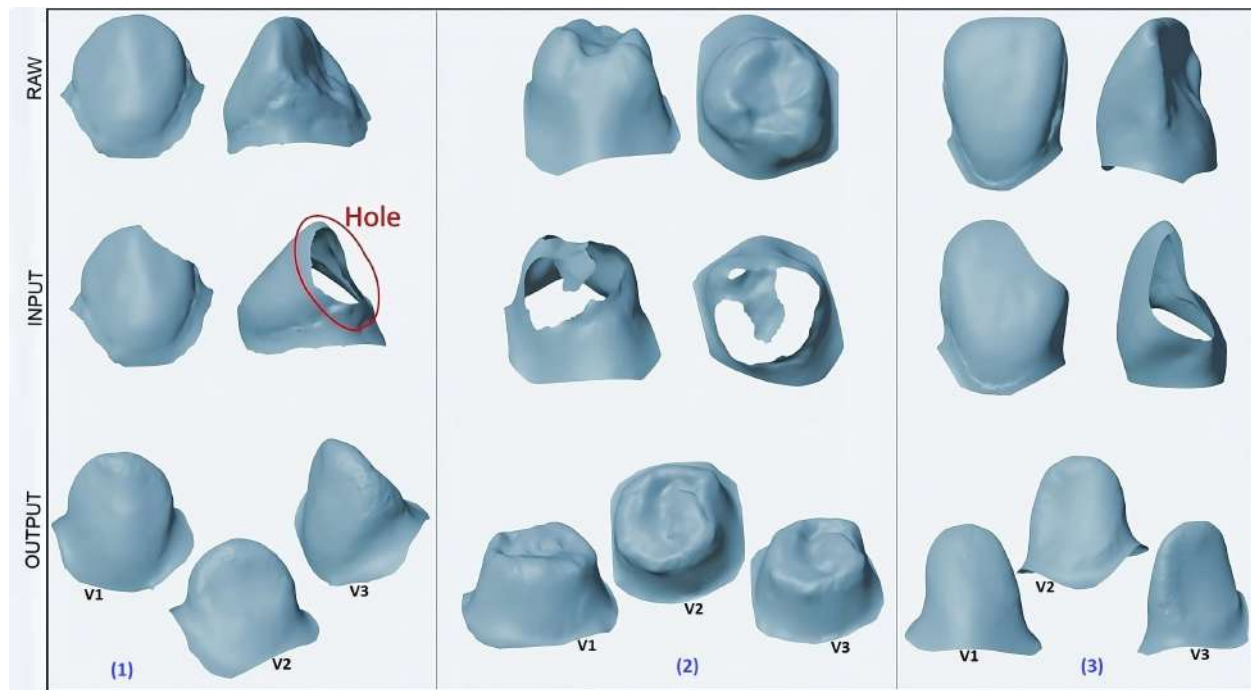 RAW
INPUT
Hole
OUTPUT
V1
V2
V3
(1)
V1
V2
V3
(2)
V1
V2
V3
(3)